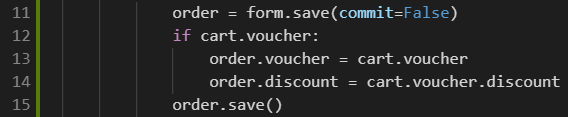 11 order = form.save(commit=False)
12 if cart.voucher:
13 order.voucher = cart.voucher
14 order.discount = cart.voucher.discount
15 order.save()